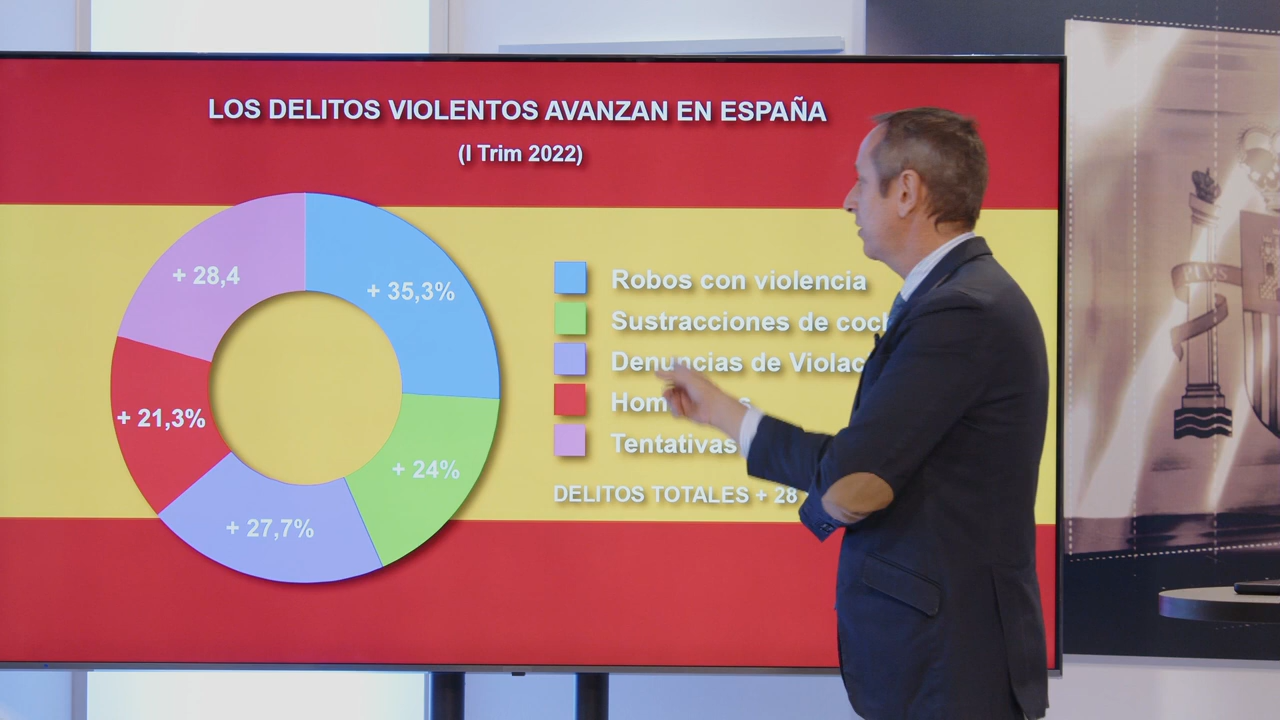 LOS DELITOS VIOLENTOS AVANZAN EN ESPAÑA
(I Trim 2022)
+ 28,4
+ 35,3%
+ 21,3%
+ 24%
+ 27,7%
Robos con violencia
Sustracciones de
Denuncias de
Tentativas
DELITOS TOTALES + 28
PLVS